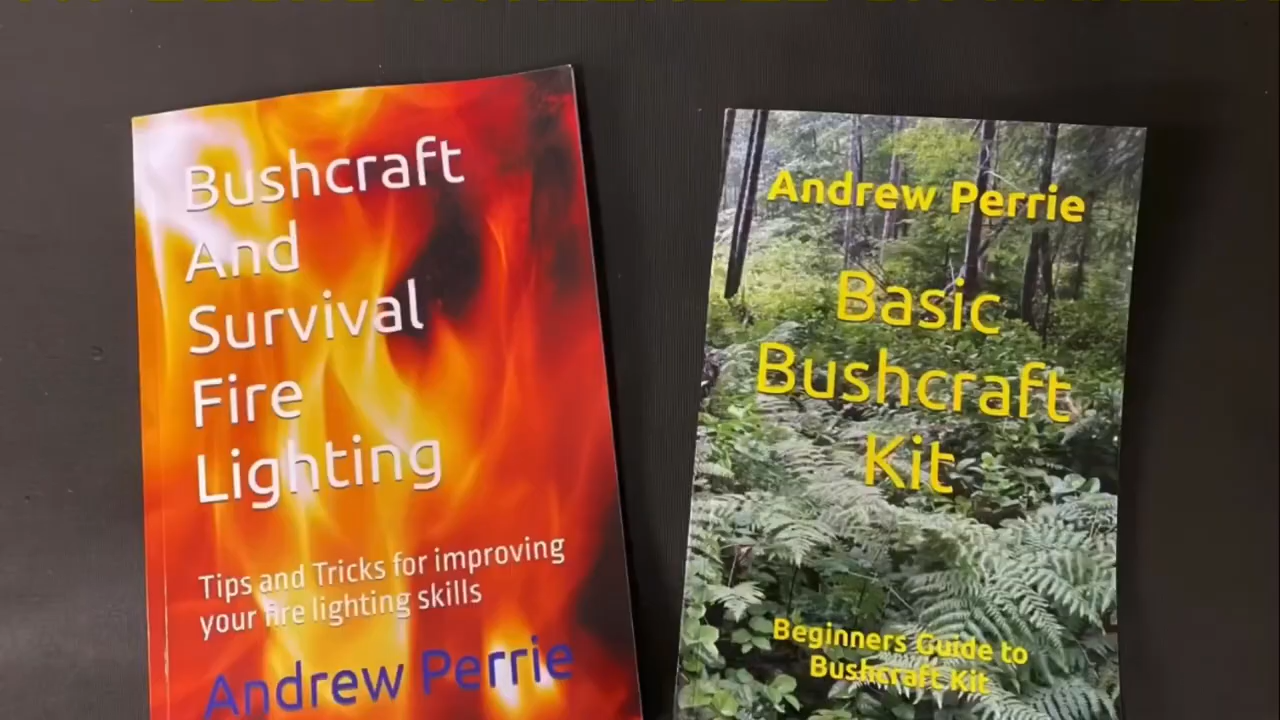 Bushcraft
And
Survival
Fire
Lighting
Tips and Tricks for improving
your fire lighting skills
Andrew Perrie
Andrew Perrie
Basic
Bushcraft
Kit
Beginners Guide to
Bushcraft Kit